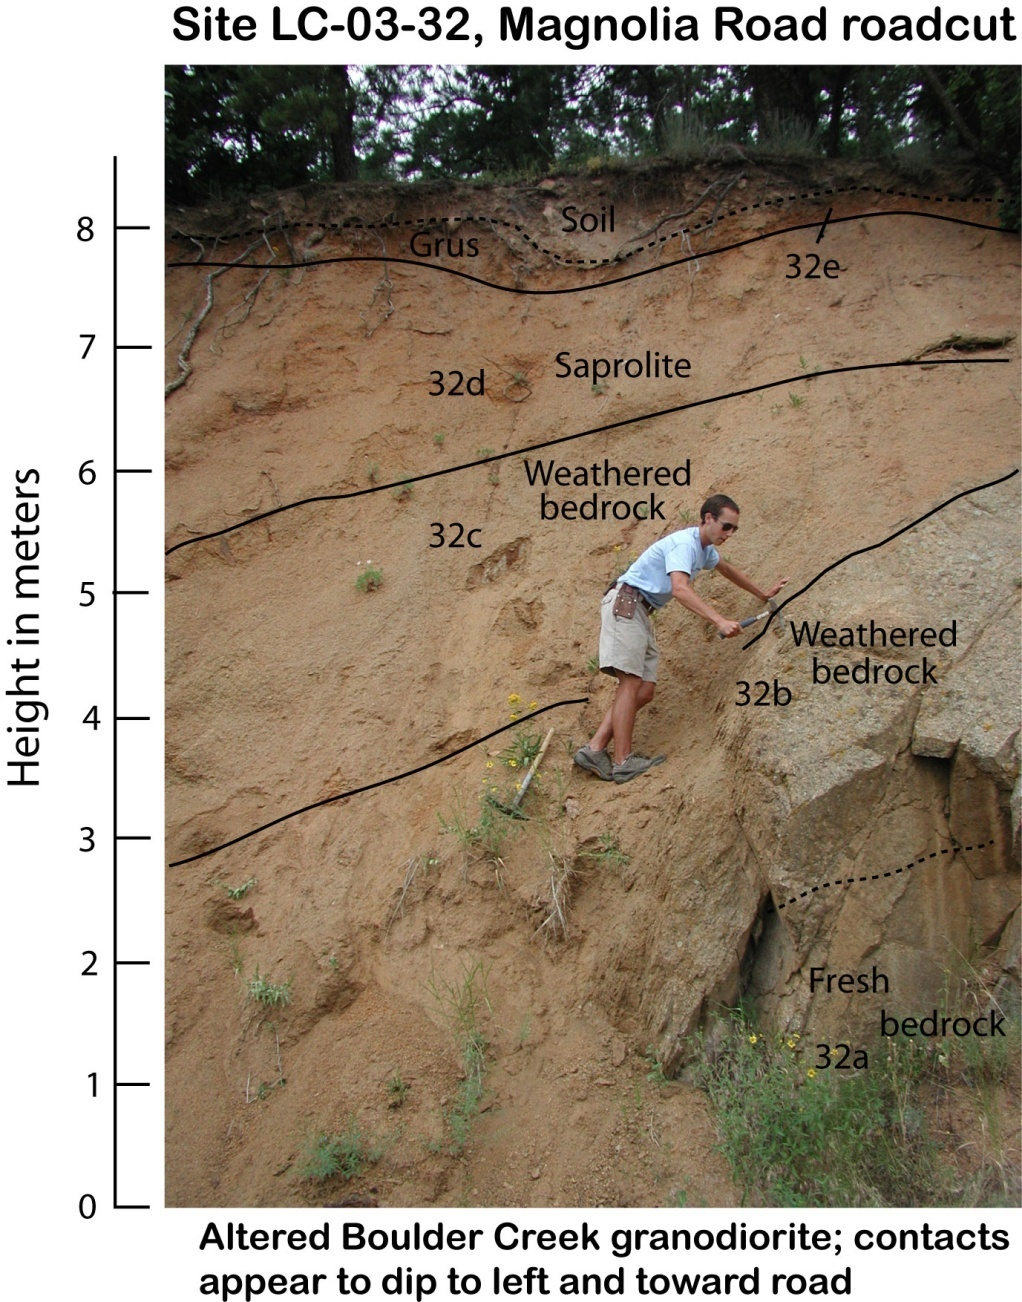 Site LC-03-32, Magnolia Road roadcut
Height in meters
8
7
6
5
4
3
2
1
0
Soil
Grus
32e
Saprolite
32d
Weathered
bedrock
32c
Weathered
bedrock
32b
Fresh
bedrock
32a
Altered Boulder Creek granodiorite; contacts
appear to dip to left and toward road